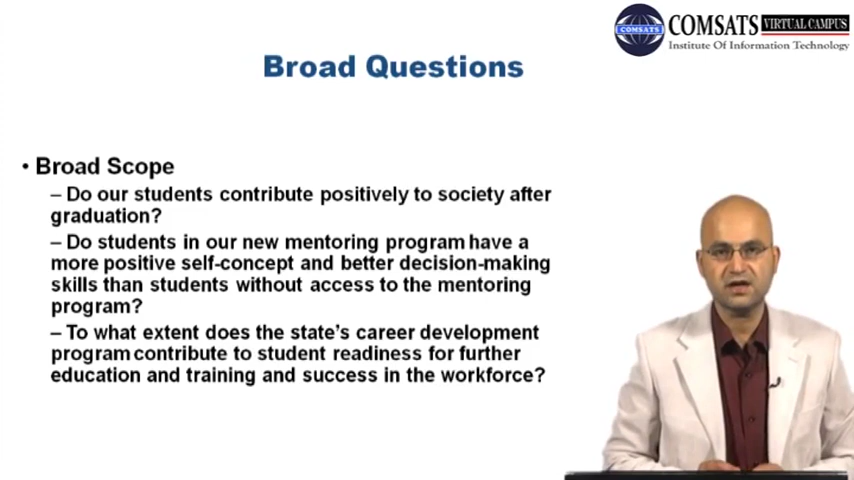 COMSATS VIRTUAL CAMPUS
COMSATS
Institute Of Information Technology
Broad Questions
• Broad Scope
– Do our students contribute positively to society after
graduation?
– Do students in our new mentoring program have a
more positive self-concept and better decision-making
skills than students without access to the mentoring
program?
– To what extent does the state's career development
program contribute to student readiness for further
education and training and success in the workforce?